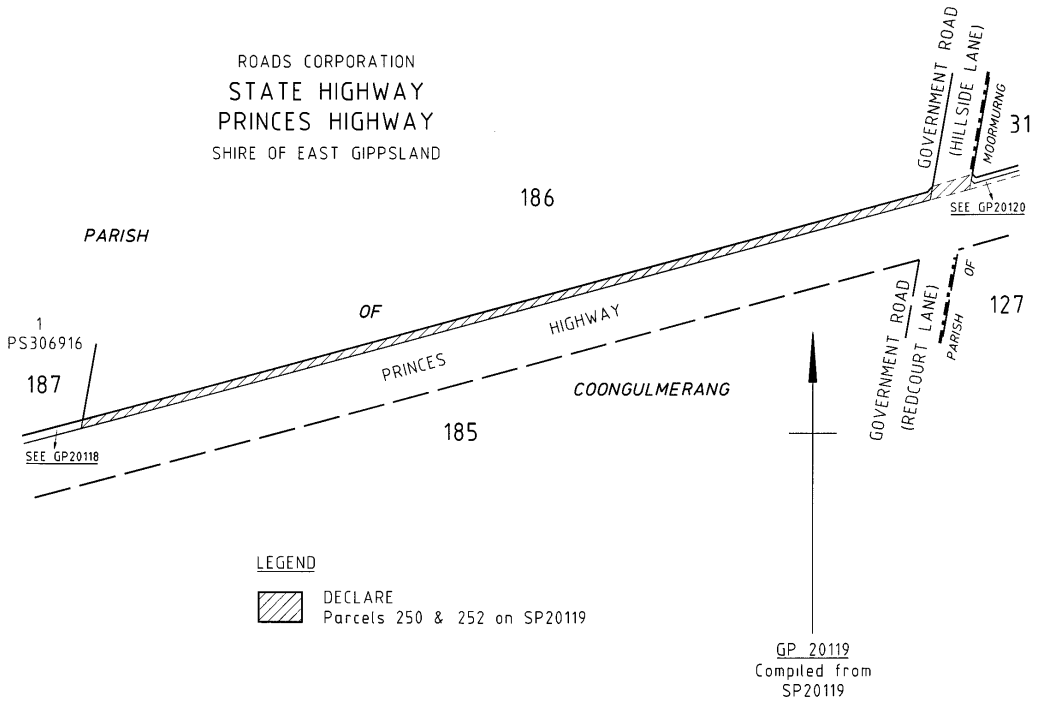 ROADS CORPORATION
STATE HIGHWAY
PRINCES HIGHWAY
SHIRE OF EAST GIPPSLAND
GOVERNMENT ROAD
(HILLSIDE LANE)
MOORMURNG
31
186
SEE GP20120
PARISH
OF
1
PS306916
187
SEE GP20118
PRINCES
HIGHWAY
COONGULMERANG
185
GOVERNMENT ROAD
(REDCOURT LANE)
PARISH
OF
127
LEGEND
DECLARE
Parcels 250 & 252 on SP20119
GP 20119
Compiled from
SP20119